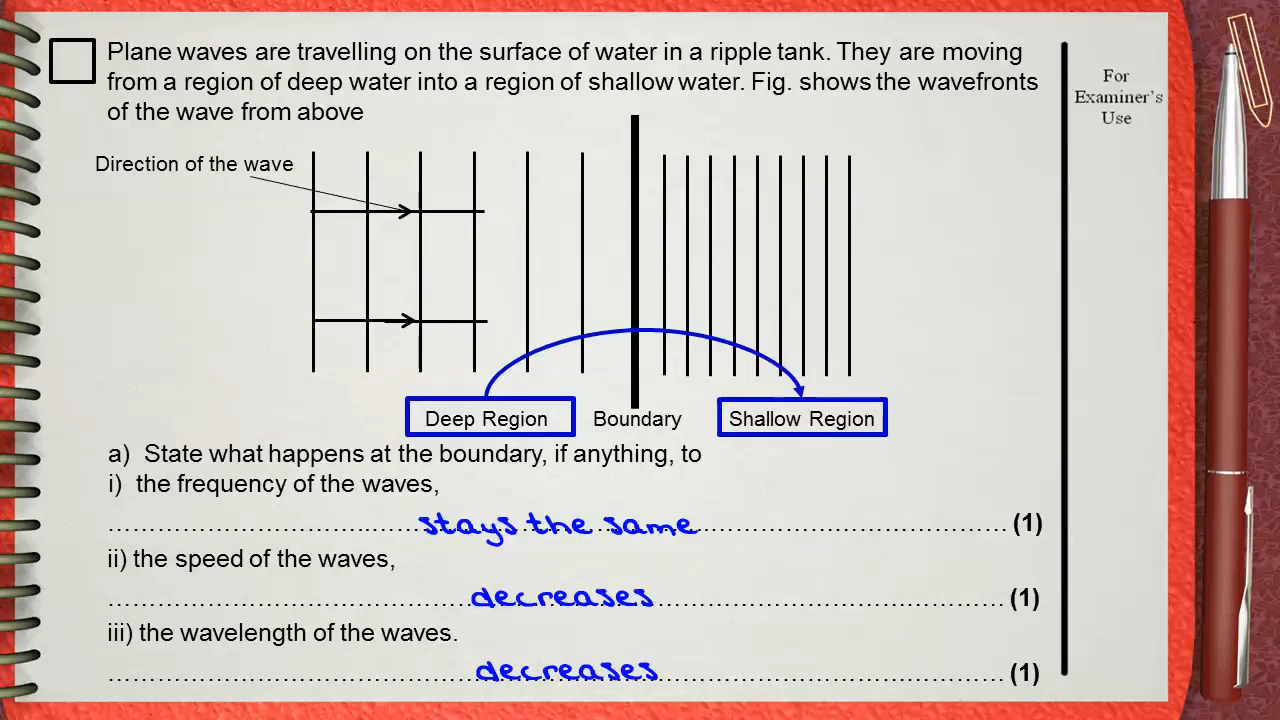 Plane waves are travelling on the surface of water in a ripple tank. They are moving
from a region of deep water into a region of shallow water. Fig. shows the wavefronts
of the wave from above
For
Examiner's
Use
Direction of the wave
Deep Region
Boundary
Shallow Region
a) State what happens at the boundary, if anything, to
i) the frequency of the waves,
stays the same (1)
ii) the speed of the waves,
decreases (1)
iii) the wavelength of the waves.
decreases (1)